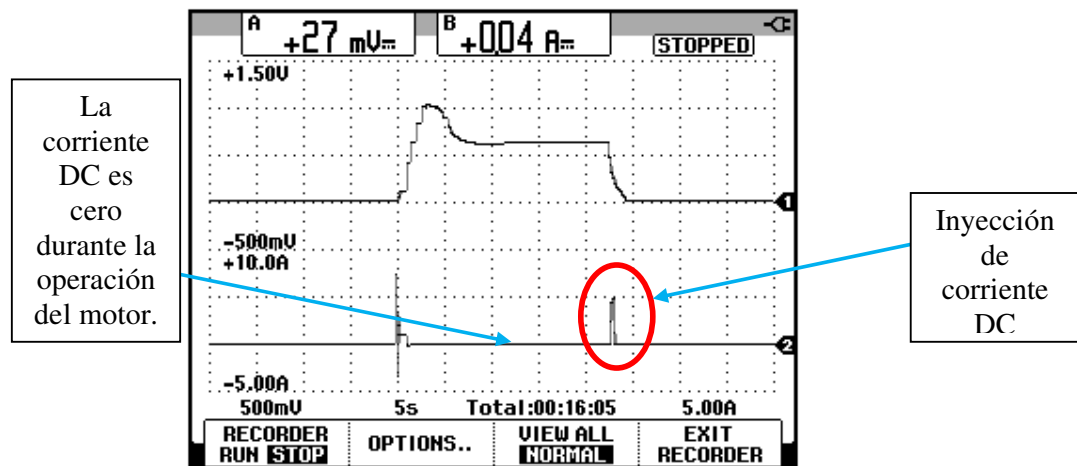 A
+27 mV
B
+0.04 A
STOPPED
+1.50V
La
corriente
DC es
cero
durante la
operación
del motor.
1
Inyección
de
corriente
DC
-500mV
+10.0A
2
-5.00A
500mV 5s Total:00:16:05 5.00A
RECORDER
RUN STOP
OPTIONS..
VIEW ALL
NORMAL
EXIT
RECORDER